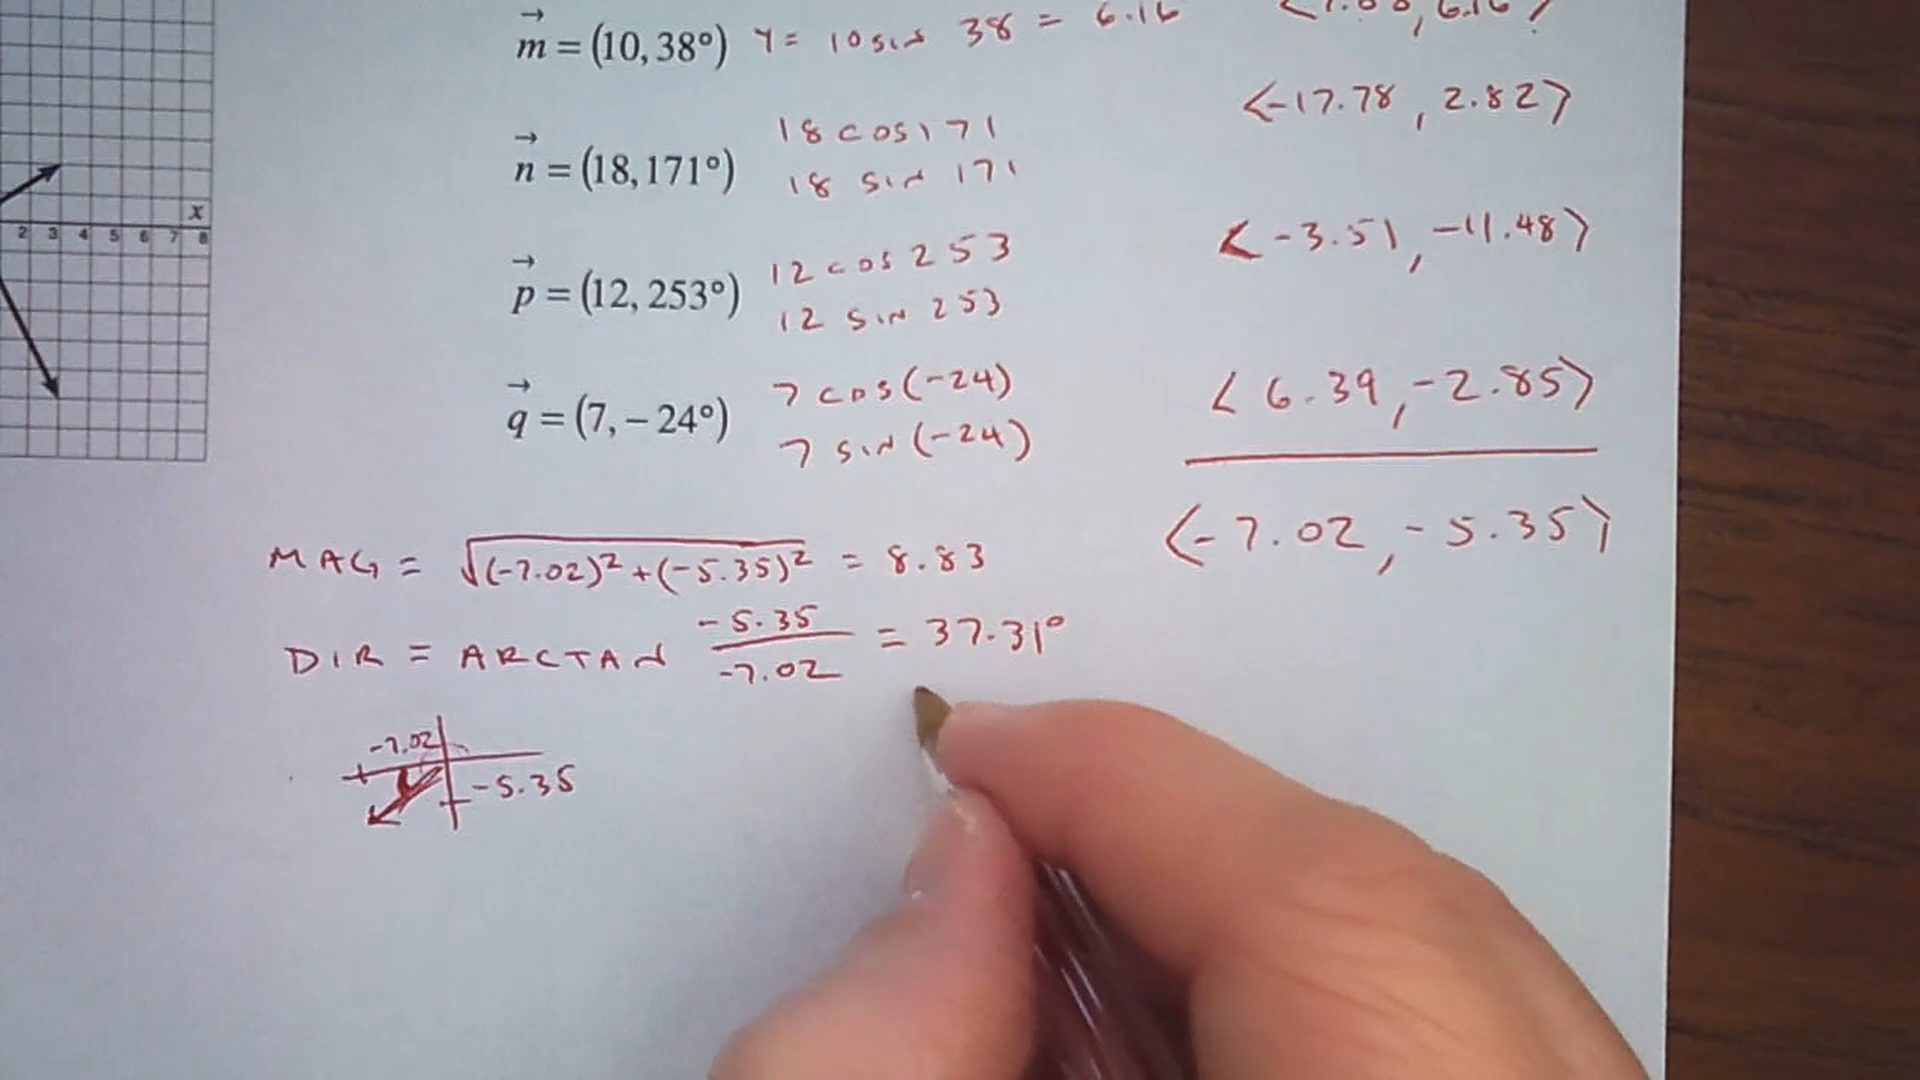 m = (10, 38°) Y = 10 sin 38 = 6.16
<-17.78, 2.82>
n = (18, 171°) 18 cos 171
18 sin 171
<-3.51, -11.48>
p = (12, 253°) 12 cos 253
12 sin 253
<6.39, -2.85>
q = (7, -24°) 7 cos(-24)
7 sin(-24)
<-7.02, -5.35>
MAG = √(-7.02)² + (-5.35)² = 8.83
DIR = ARCTAN -5.35 / -7.02 = 37.31°
-7.02
-5.35
x
2 3 4 5 6 7 8